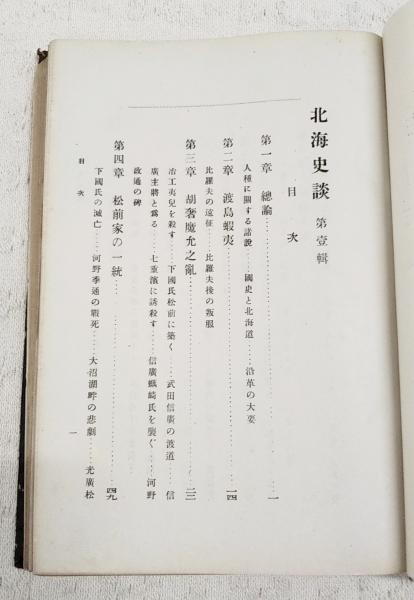 北海史談 第壹輯
目次
第一章 總論……一
人種に關する諸說……國史と北海道……沿革の大要
第二章 渡島蝦夷……一四
比羅夫の遠征……比羅夫後の叛服
第三章 胡奢魔允之亂……二三
冶工夷兒を殺す……下國氏松前に築く……武田信廣の渡道……信
廣主將と爲る……七重濱に誘殺す……信廣蠣崎氏を襲ぐ……河野
政通の碑
第四章 松前家の一統……四九
下國氏の滅亡……河野季通の戰死……大沼湖畔の悲劇……光廣松
目次
一